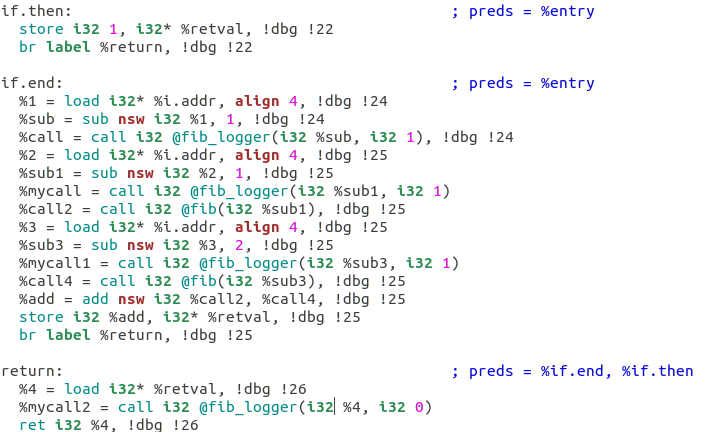 if.then:                                          ; preds = %entry
  store i32 1, i32* %retval, !dbg !22
  br label %return, !dbg !22

if.end:                                           ; preds = %entry
  %1 = load i32* %i.addr, align 4, !dbg !24
  %sub = sub nsw i32 %1, 1, !dbg !24
  %call = call i32 @fib_logger(i32 %sub, i32 1), !dbg !24
  %2 = load i32* %i.addr, align 4, !dbg !25
  %sub1 = sub nsw i32 %2, 1, !dbg !25
  %mycall = call i32 @fib_logger(i32 %sub1, i32 1)
  %call2 = call i32 @fib(i32 %sub1), !dbg !25
  %3 = load i32* %i.addr, align 4, !dbg !25
  %sub3 = sub nsw i32 %3, 2, !dbg !25
  %mycall1 = call i32 @fib_logger(i32 %sub3, i32 1)
  %call4 = call i32 @fib(i32 %sub3), !dbg !25
  %add = add nsw i32 %call2, %call4, !dbg !25
  store i32 %add, i32* %retval, !dbg !25
  br label %return, !dbg !25

return:                                           ; preds = %if.end, %if.then
  %4 = load i32* %retval, !dbg !26
  %mycall2 = call i32 @fib_logger(i32 %4, i32 0)
  ret i32 %4, !dbg !26